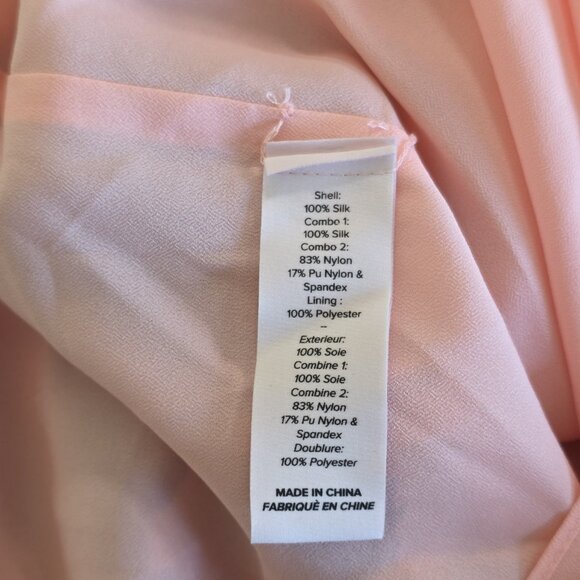 Shell:
100% Silk
Combo 1:
100% Silk
Combo 2:
83% Nylon
17% Pu Nylon &
Spandex
Lining :
100% Polyester
--
Exterieur:
100% Soie
Combine 1:
100% Soie
Combine 2:
83% Nylon
17% Pu Nylon &
Spandex
Doublure:
100% Polyester
MADE IN CHINA
FABRIQUÈ EN CHINE